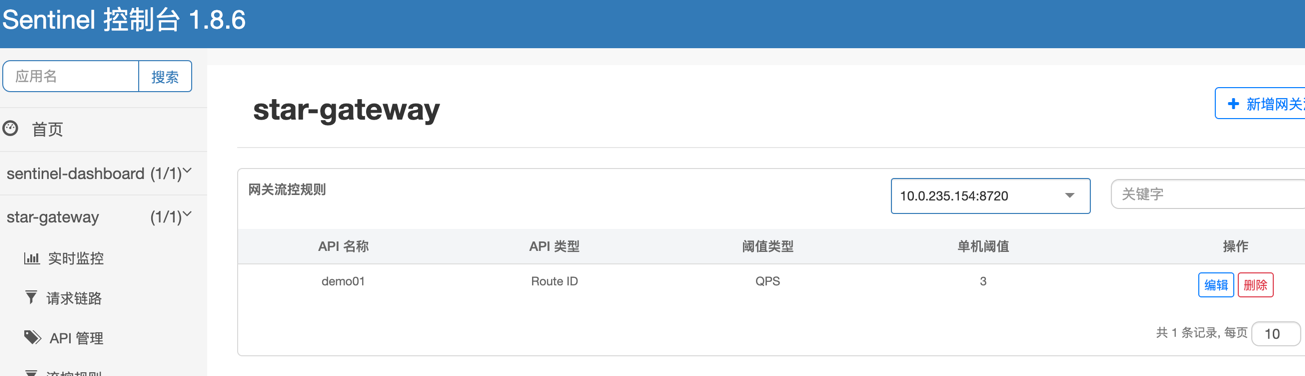 Sentinel 控制台 1.8.6
应用名 搜索
首页
sentinel-dashboard (1/1)
star-gateway (1/1)
实时监控
请求链路
API 管理
流控规则
star-gateway
+ 新增网关
网关流控规则 10.0.235.154:8720 关键字
API 名称 API 类型 阈值类型 单机阈值 操作
demo01 Route ID QPS 3 编辑 删除
共 1 条记录, 每页 10